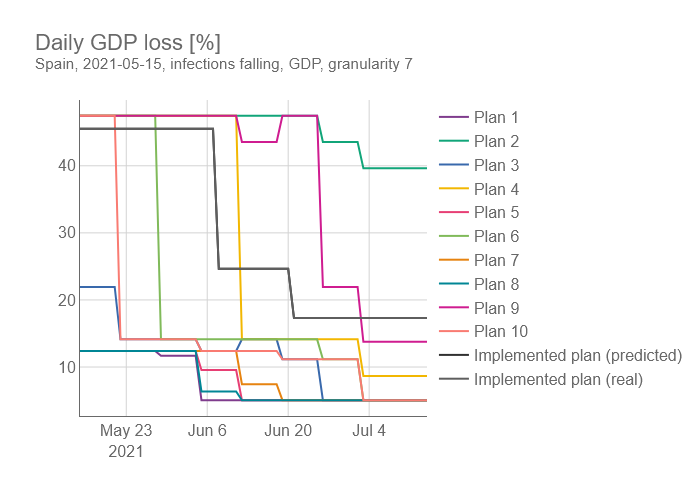 Daily GDP loss [%]
Spain, 2021-05-15, infections falling, GDP, granularity 7
40
30
20
10
May 23
2021
Jun 6
Jun 20
Jul 4
Plan 1
Plan 2
Plan 3
Plan 4
Plan 5
Plan 6
Plan 7
Plan 8
Plan 9
Plan 10
Implemented plan (predicted)
Implemented plan (real)